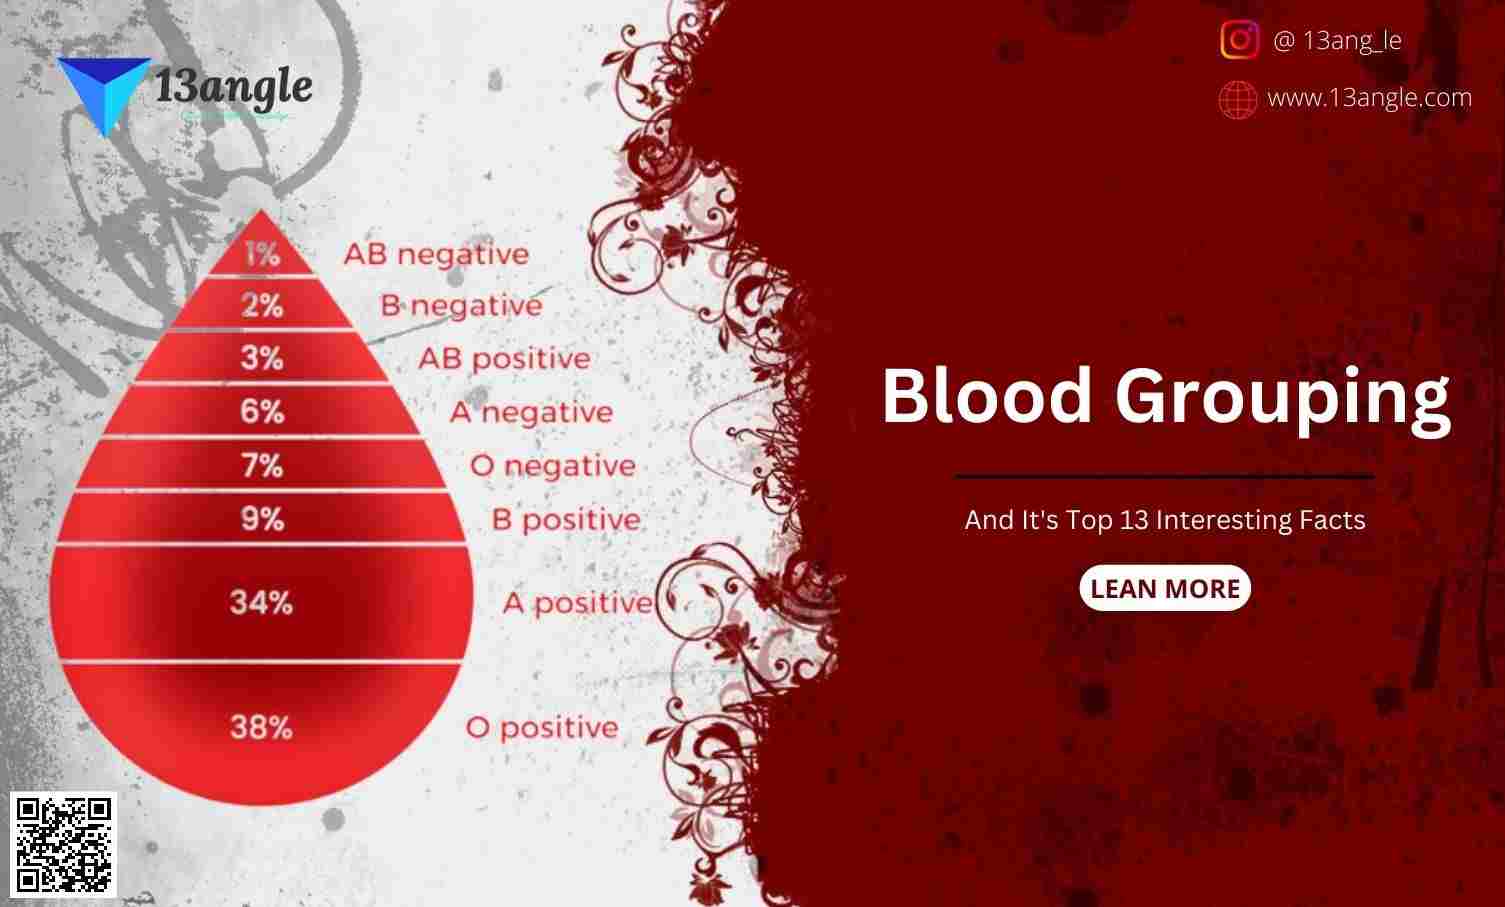 13angle
@ 13ang_le
www.13angle.com
1% AB negative
2% B negative
3% AB positive
6% A negative
7% O negative
9% B positive
34% A positive
38% O positive
Blood Grouping
And It's Top 13 Interesting Facts
LEAN MORE